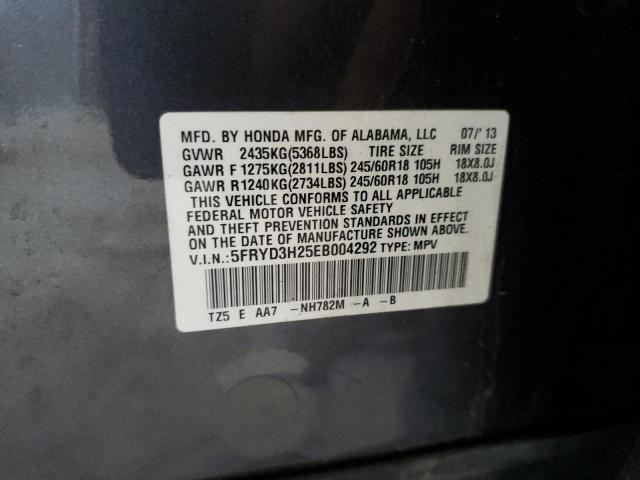 MFD. BY HONDA MFG. OF ALABAMA, LLC 07/'13
GVWR 2435KG(5368LBS) TIRE SIZE RIM SIZE
GAWR F 1275KG(2811LBS) 245/60R18 105H 18X8.0J
GAWR R1240KG(2734LBS) 245/60R18 105H 18X8.0J
THIS VEHICLE CONFORMS TO ALL APPLICABLE
FEDERAL MOTOR VEHICLE SAFETY
AND THEFT PREVENTION STANDARDS IN EFFECT
ON THE DATE OF MANUFACTURE SHOWN ABOVE.
V.I.N.:5FRYD3H25EB004292 TYPE: MPV
TZ5 E AA7 -NH782M -A -B